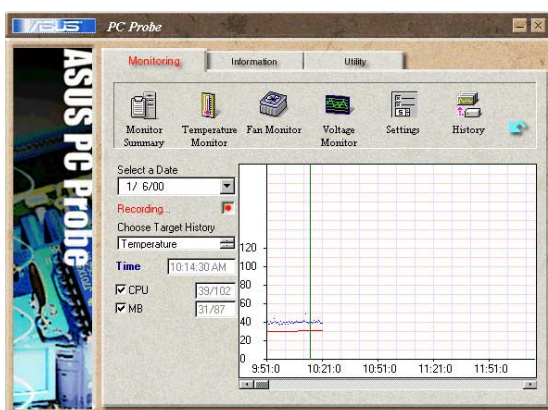 ASUS PC Probe
ASUS PC Probe
Monitoring Information Utility
Monitor Summary
Temperature Monitor
Fan Monitor
Voltage Monitor
Settings
History
Select a Date
1/ 6/00
Recording...
Choose Target History
Temperature
Time 10:14:30 AM
CPU 39/102
MB 31/87
120
100
80
60
40
20
0
9:51:0 10:21:0 10:51:0 11:21:0 11:51:0